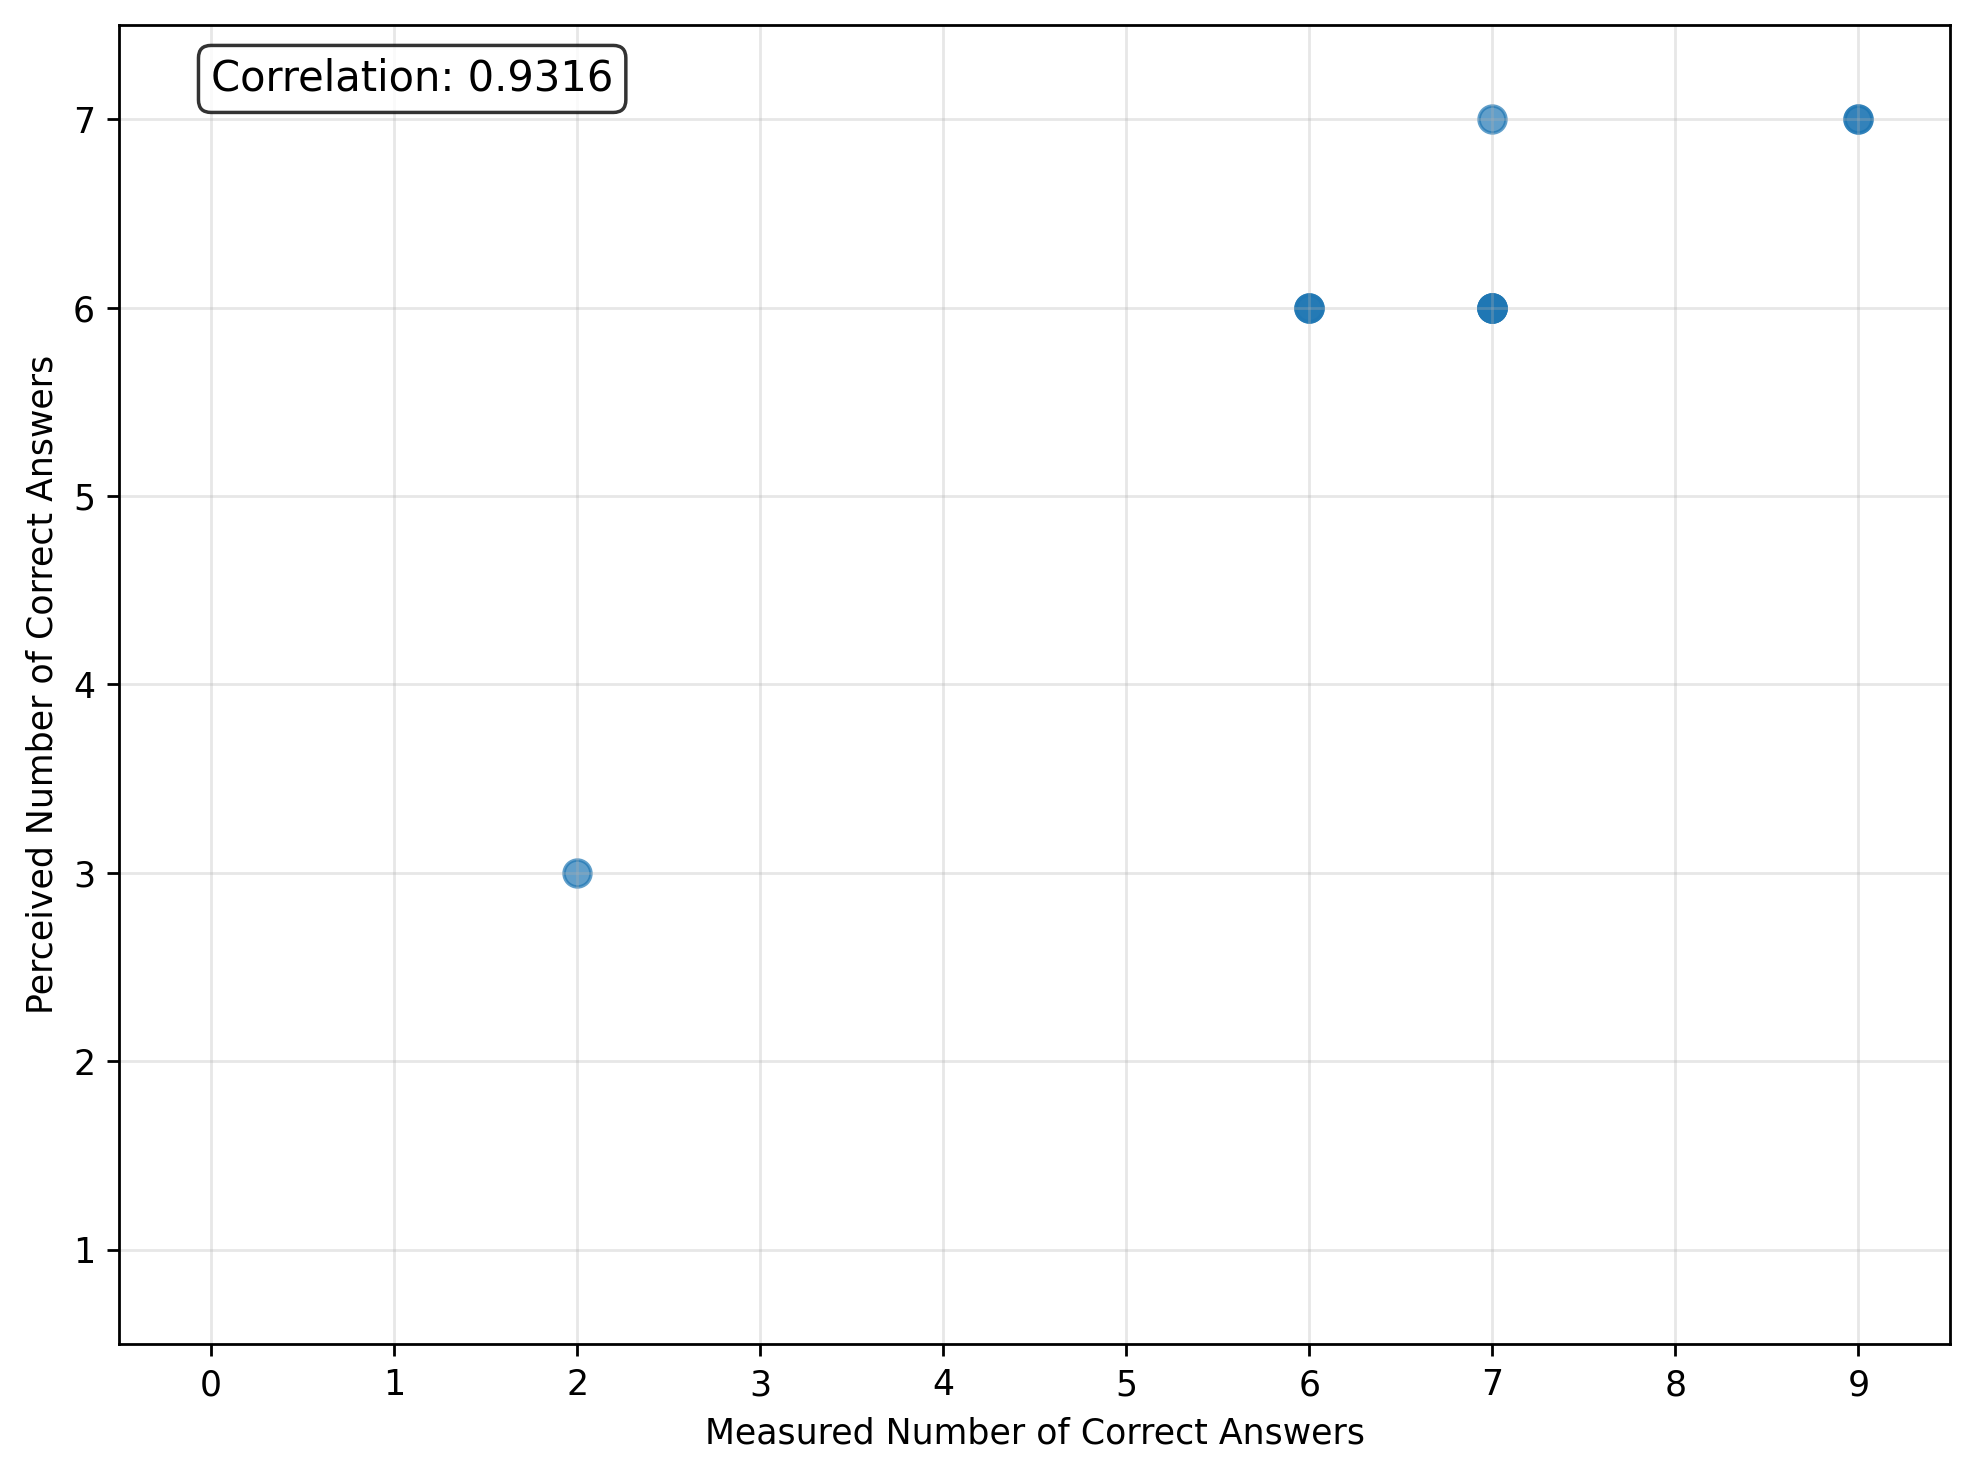 Correlation: 0.9316
7
6
5
4
3
2
1
Perceived Number of Correct Answers
0 1 2 3 4 5 6 7 8 9
Measured Number of Correct Answers